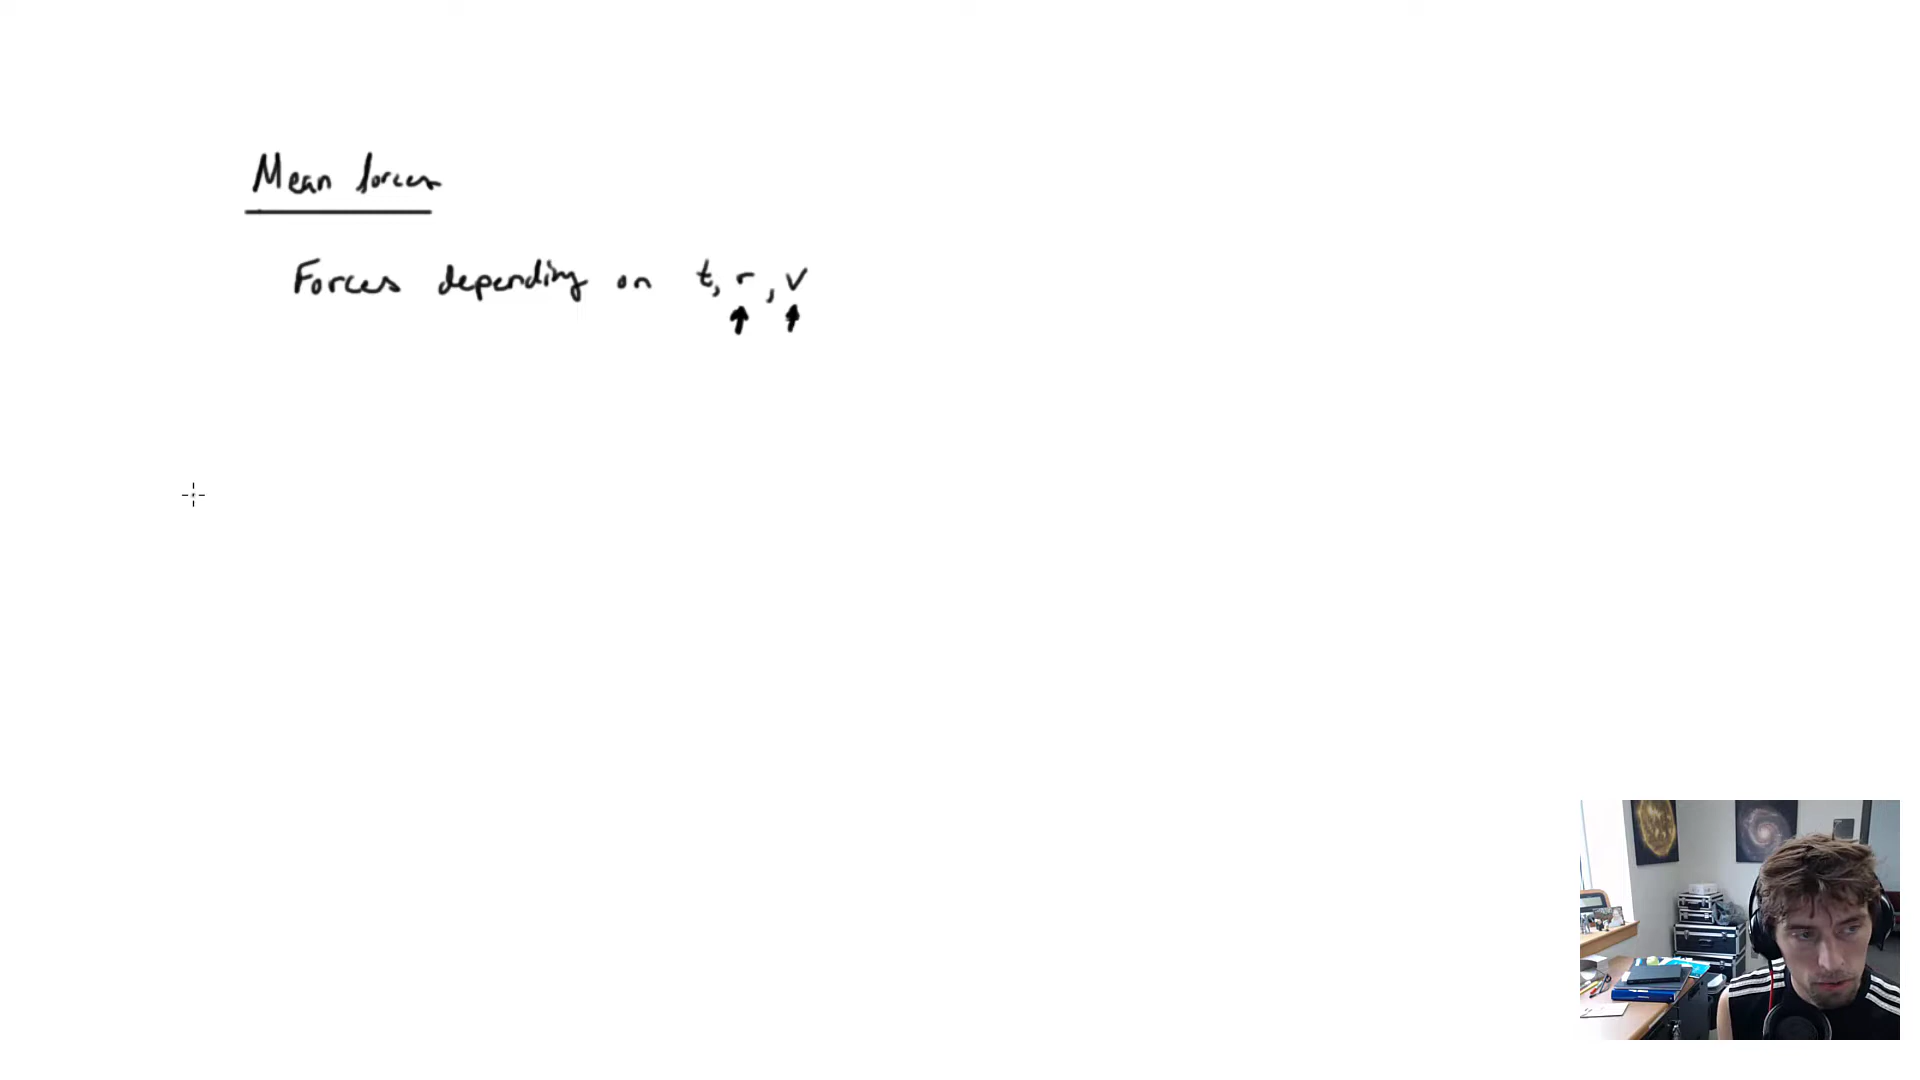 Mean forces
Forces depending on t, r, v